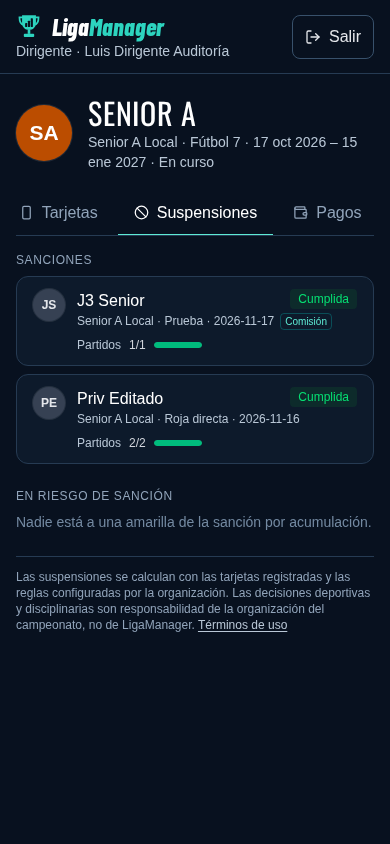 LigaManager
Dirigente · Luis Dirigente Auditoría
Salir
SA
SENIOR A
Senior A Local · Fútbol 7 · 17 oct 2026 – 15
ene 2027 · En curso
Tarjetas
Suspensiones
Pagos
SANCIONES
JS
J3 Senior
Cumplida
Senior A Local · Prueba · 2026-11-17 Comisión
Partidos 1/1
PE
Priv Editado
Cumplida
Senior A Local · Roja directa · 2026-11-16
Partidos 2/2
EN RIESGO DE SANCIÓN
Nadie está a una amarilla de la sanción por acumulación.
Las suspensiones se calculan con las tarjetas registradas y las
reglas configuradas por la organización. Las decisiones deportivas
y disciplinarias son responsabilidad de la organización del
campeonato, no de LigaManager. Términos de uso